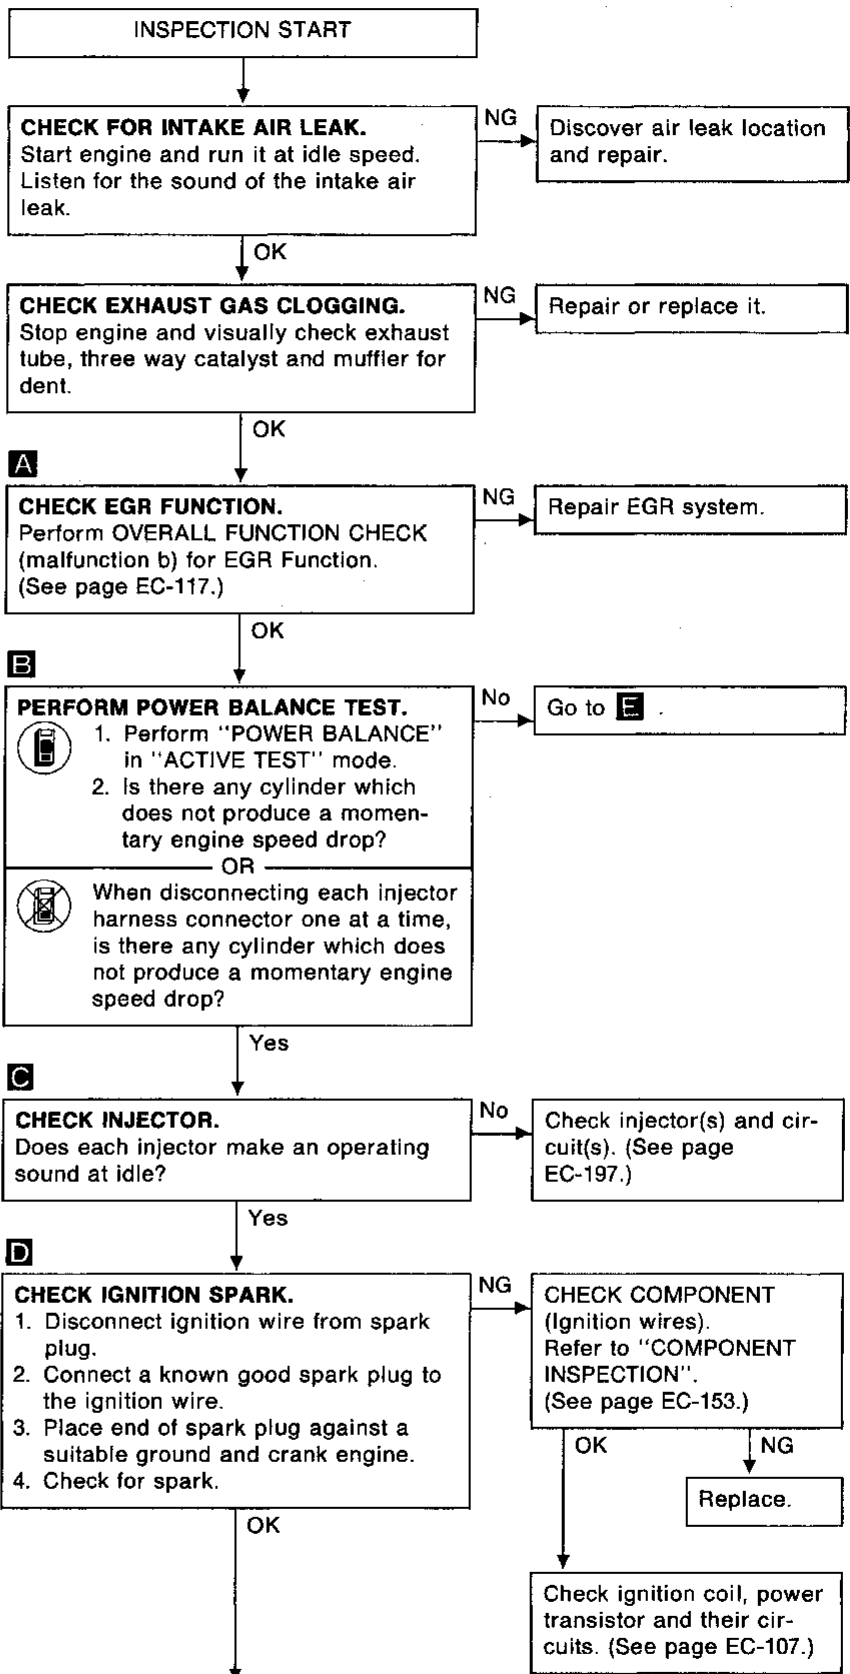 INSPECTION START
CHECK FOR INTAKE AIR LEAK.
Start engine and run it at idle speed.
Listen for the sound of the intake air
leak.
NG
Discover air leak location
and repair.
OK
CHECK EXHAUST GAS CLOGGING.
Stop engine and visually check exhaust
tube, three way catalyst and muffler for
dent.
NG
Repair or replace it.
OK
A
CHECK EGR FUNCTION.
Perform OVERALL FUNCTION CHECK
(malfunction b) for EGR Function.
(See page EC-117.)
NG
Repair EGR system.
OK
B
PERFORM POWER BALANCE TEST.
1. Perform "POWER BALANCE"
in "ACTIVE TEST" mode.
2. Is there any cylinder which
does not produce a momen-
tary engine speed drop?
OR
When disconnecting each injector
harness connector one at a time,
is there any cylinder which does
not produce a momentary engine
speed drop?
No
Go to E .
Yes
C
CHECK INJECTOR.
Does each injector make an operating
sound at idle?
No
Check injector(s) and cir-
cuit(s). (See page
EC-197.)
Yes
D
CHECK IGNITION SPARK.
1. Disconnect ignition wire from spark
plug.
2. Connect a known good spark plug to
the ignition wire.
3. Place end of spark plug against a
suitable ground and crank engine.
4. Check for spark.
NG
CHECK COMPONENT
(Ignition wires).
Refer to "COMPONENT
INSPECTION".
(See page EC-153.)
OK
NG
Replace.
OK
Check ignition coil, power
transistor and their cir-
cuits. (See page EC-107.)